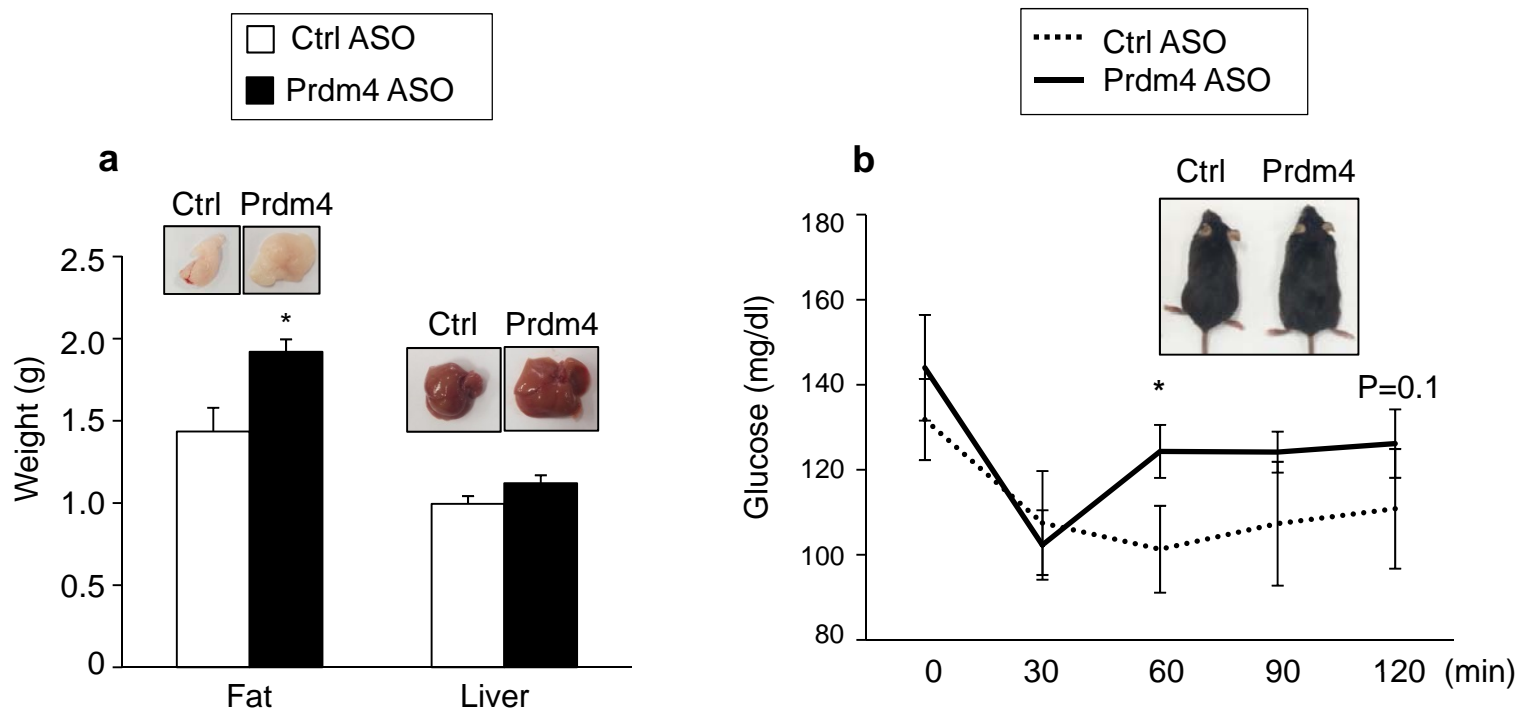 Ctrl ASO
Prdm4 ASO
a
Ctrl Prdm4
*
Ctrl Prdm4
Weight (g)
2.5
2.0
1.5
1.0
0.5
0
Fat Liver
Ctrl ASO
Prdm4 ASO
b
Ctrl Prdm4
* P=0.1
Glucose (mg/dl)
180
160
140
120
100
80
0 30 60 90 120 (min)